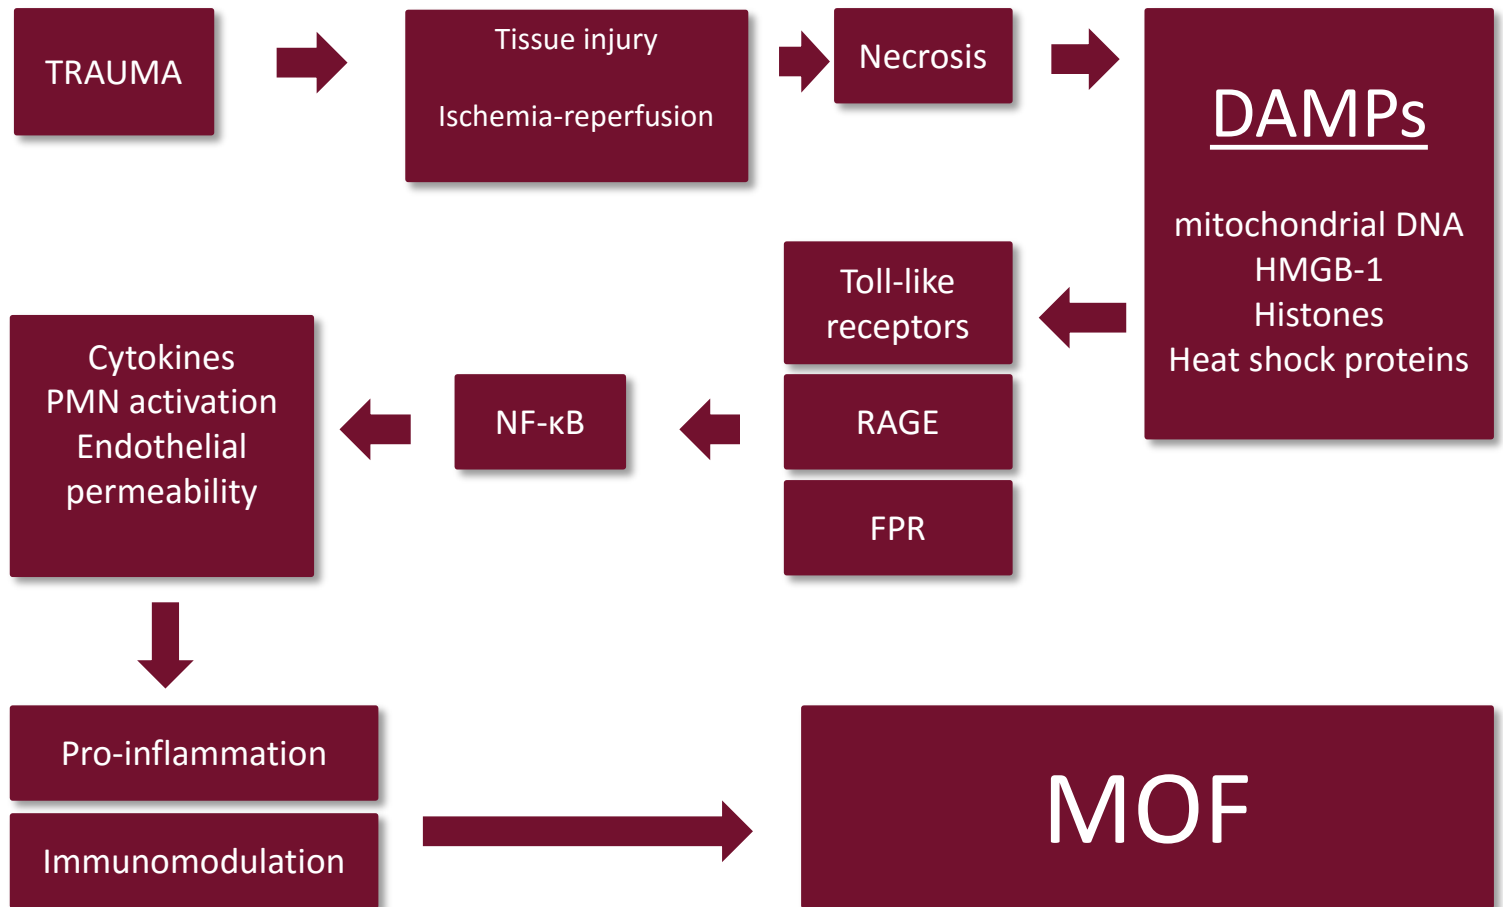 TRAUMA
Tissue injury
Ischemia-reperfusion
Necrosis
DAMPs
mitochondrial DNA
HMGB-1
Histones
Heat shock proteins
Toll-like
receptors
RAGE
FPR
NF-κB
Cytokines
PMN activation
Endothelial
permeability
Pro-inflammation
Immunomodulation
MOF